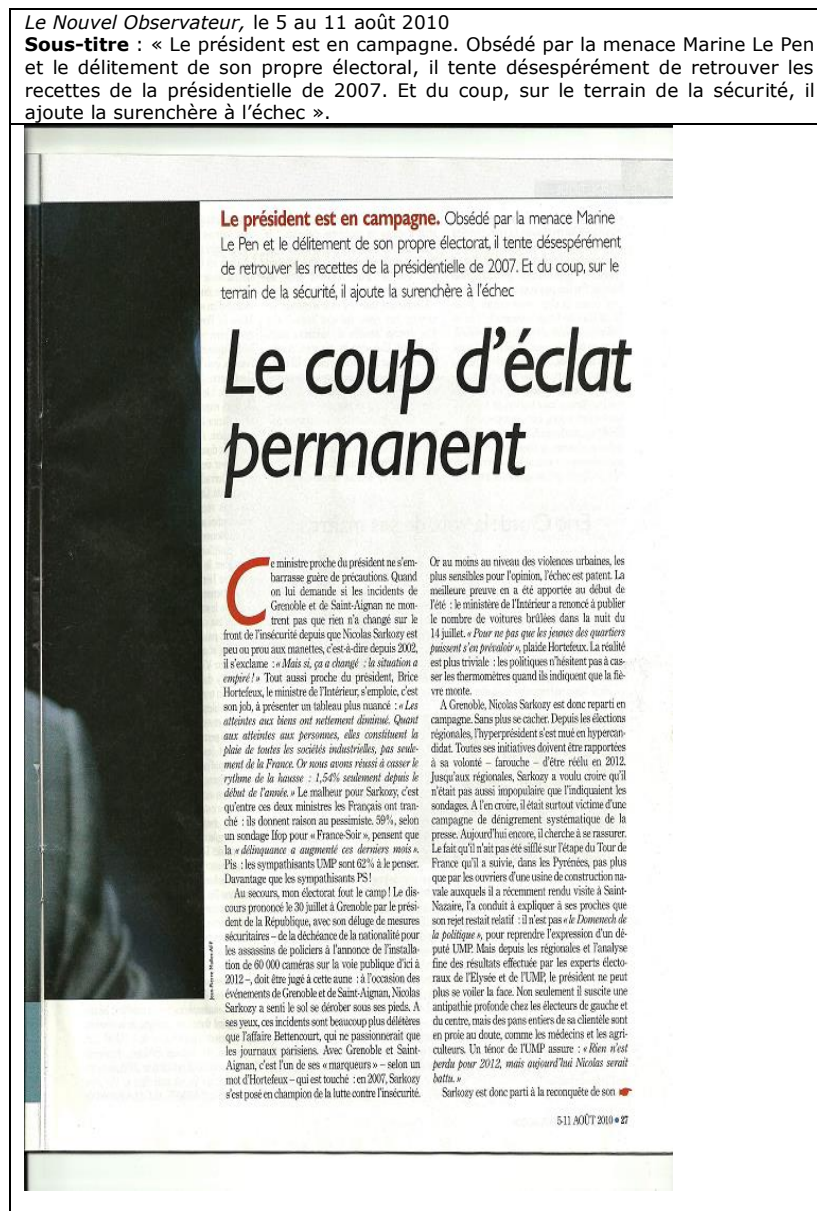 Le Nouvel Observateur, le 5 au 11 août 2010
Sous-titre : « Le président est en campagne. Obsédé par la menace Marine Le Pen
et le délitement de son propre électoral, il tente désespérément de retrouver les
recettes de la présidentielle de 2007. Et du coup, sur le terrain de la sécurité, il
ajoute la surenchère à l’échec ».
Le président est en campagne. Obsédé par la menace Marine
Le Pen et le délitement de son propre électorat, il tente désespérément
de retrouver les recettes de la présidentielle de 2007. Et du coup, sur le
terrain de la sécurité, il ajoute la surenchère à l’échec
Le coup d’éclat
permanent
Ce ministre proche du président ne s’em-
barrasse guère de précautions. Quand
on lui demande si les incidents de
Grenoble et de Saint-Aignan ne mon-
trent pas que rien n’a changé sur le
front de l’insécurité depuis que Nicolas Sarkozy est
peu ou prou aux manettes, c’est-à-dire depuis 2002,
il s’exclame : « Mais si, ça a changé : la situation a
empiré ! » Tout aussi proche du président, Brice
Hortefeux, le ministre de l’Intérieur, s’emploie, c’est
son job, à présenter un tableau plus nuancé : « Les
atteintes aux biens ont nettement diminué. Quant
aux atteintes aux personnes, elles constituent la
plaie de toutes les sociétés industrielles, pas seule-
ment de la France. Or nous avons réussi à casser le
rythme de la hausse : 1,54% seulement depuis le
début de l’année. » Le malheur pour Sarkozy, c’est
qu’entre ces deux ministres les Français ont tran-
ché : ils donnent raison au pessimiste. 59%, selon
un sondage Ifop pour « France-Soir », pensent que
la « délinquance a augmenté ces derniers mois ».
Pis : les sympathisants UMP sont 62% à le penser.
Davantage que les sympathisants PS !
Au secours, mon électorat fout le camp ! Le dis-
cours prononcé le 30 juillet à Grenoble par le prési-
dent de la République, avec son déluge de mesures
sécuritaires – de la déchéance de la nationalité pour
les assassins de policiers à l’annonce de l’installa-
tion de 60 000 caméras sur la voie publique d’ici à
2012 –, doit être jugé à cette aune : à l’occasion des
événements de Grenoble et de Saint-Aignan, Nicolas
Sarkozy a senti le sol se dérober sous ses pieds. A
ses yeux, ces incidents sont beaucoup plus délétères
que l’affaire Bettencourt, qui ne passionnerait que
les journaux parisiens. Avec Grenoble et Saint-
Aignan, c’est l’un de ses « marqueurs » – selon un
mot d’Hortefeux – qui est touché : en 2007, Sarkozy
s’est posé en champion de la lutte contre l’insécurité.
Or au moins au niveau des violences urbaines, les
plus sensibles pour l’opinion, l’échec est patent. La
meilleure preuve en a été apportée au début de
l’été : le ministère de l’Intérieur a renoncé à publier
le nombre de voitures brûlées dans la nuit du
14 juillet. « Pour ne pas que les jeunes des quartiers
puissent s’en prévaloir », plaide Hortefeux. La réalité
est plus triviale : les politiques n’hésitent pas à cas-
ser les thermomètres quand ils indiquent que la fiè-
vre monte.
A Grenoble, Nicolas Sarkozy est donc reparti en
campagne. Sans plus se cacher. Depuis les élections
régionales, l’hyperprésident s’est mué en hypercan-
didat. Toutes ses initiatives doivent être rapportées
à sa volonté – farouche – d’être réélu en 2012.
Jusqu’aux régionales, Sarkozy a voulu croire qu’il
n’était pas aussi impopulaire que l’indiquaient les
sondages. A l’en croire, il était surtout victime d’une
campagne de dénigrement systématique de la
presse. Aujourd’hui encore, il cherche à se rassurer.
Le fait qu’il n’ait pas été sifflé sur l’étape du Tour de
France qu’il a suivie, dans les Pyrénées, pas plus
que par les ouvriers d’une usine de construction na-
vale auxquels il a récemment rendu visite à Saint-
Nazaire, l’a conduit à expliquer à ses proches que
son rejet restait relatif : il n’est pas « le Domenech de
la politique », pour reprendre l’expression d’un dé-
puté UMP. Mais depuis les régionales et l’analyse
fine des résultats effectuée par les experts électo-
raux de l’Elysée et de l’UMP, le président ne peut
plus se voiler la face. Non seulement il suscite une
antipathie profonde chez les électeurs de gauche et
du centre, mais des pans entiers de sa clientèle sont
en proie au doute, comme les médecins et les agri-
culteurs. Un ténor de l’UMP assure : « Rien n’est
perdu pour 2012, mais aujourd’hui Nicolas serait
battu. »
Sarkozy est donc parti à la reconquête de son
5-11 AOÛT 2010 • 27